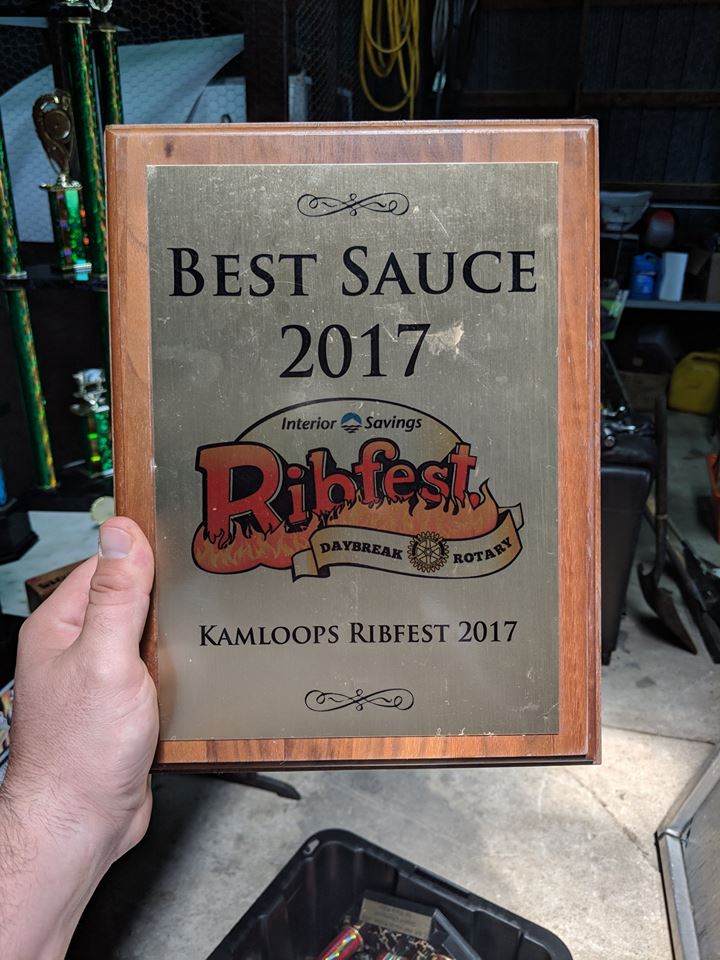 BEST SAUCE
2017
Interior Savings
Ribfest
DAYBREAK ROTARY
KAMLOOPS RIBFEST 2017